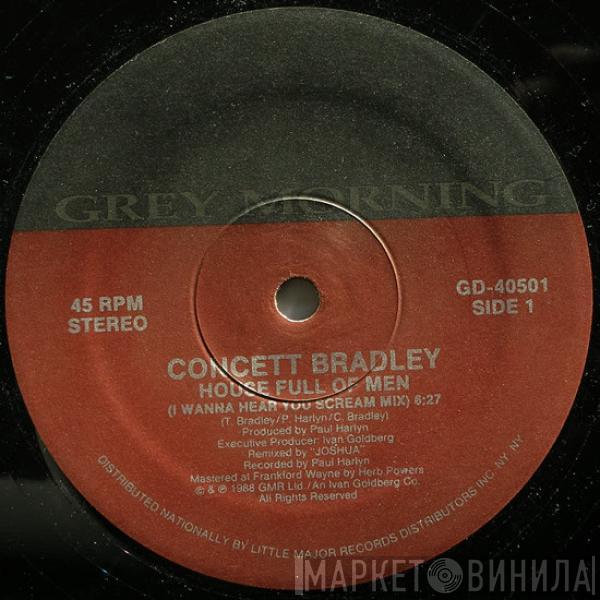 GREY MORNING
45 RPM
STEREO
GD-40501
SIDE 1
CONCETT BRADLEY
HOUSE FULL OF MEN
(I WANNA HEAR YOU SCREAM MIX) 6:27
(T. Bradley/P. Harlyn/C. Bradley)
Produced by Paul Harlyn
Executive Producer: Ivan Goldberg
Remixed by "JOSHUA"
Recorded by Paul Harlyn
Mastered at Frankford Wayne by Herb Powers
© & ℗ 1988 GMR Ltd./An Ivan Goldberg Co.
All Rights Reserved
DISTRIBUTED NATIONALLY BY LITTLE MAJOR RECORDS DISTRIBUTORS INC. NY, NY
МАРКЕТ ВИНИЛА